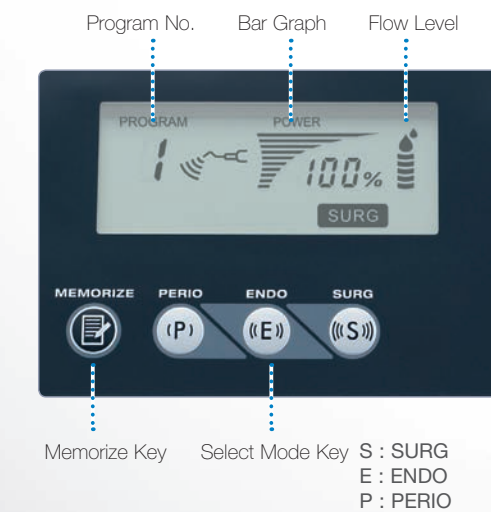 Program No. Bar Graph Flow Level
PROGRAM POWER
1 100%
SURG
MEMORIZE PERIO ENDO SURG
(P) ((E)) (((S)))
Memorize Key Select Mode Key S : SURG
E : ENDO
P : PERIO